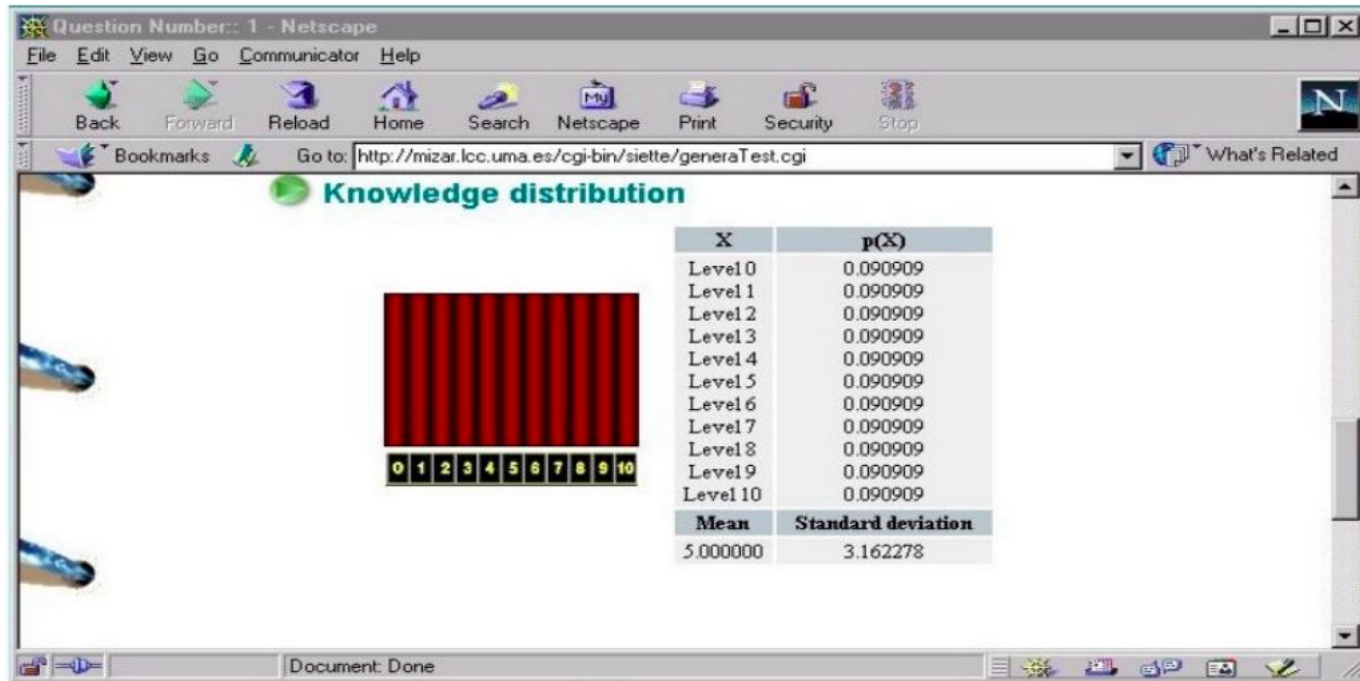 Question Number:: 1 - Netscape
File Edit View Go Communicator Help
My
N
Back Forward Reload Home Search Netscape Print Security Stop
Bookmarks Go to: http://mizar.lcc.uma.es/cgi-bin/siette/generaTest.cgi What's Related
Knowledge distribution
X p(X)
Level 0 0.090909
Level 1 0.090909
Level 2 0.090909
Level 3 0.090909
Level 4 0.090909
Level 5 0.090909
Level 6 0.090909
Level 7 0.090909
Level 8 0.090909
Level 9 0.090909
Level 10 0.090909
0 1 2 3 4 5 6 7 8 9 10
Mean Standard deviation
5.000000 3.162278
Document: Done